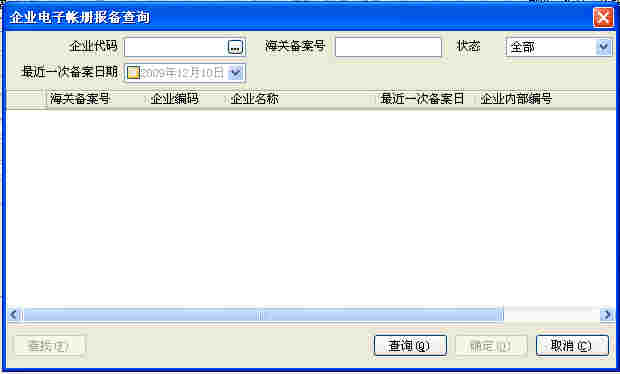 企业电子帐册报备查询
企业代码 ... 海关备案号 状态 全部
最近一次备案日期 2009年12月10日
海关备案号 企业编码 企业名称 最近一次备案日 企业内部编号
查找(F) 查询(Q) 确定(O) 取消(C)